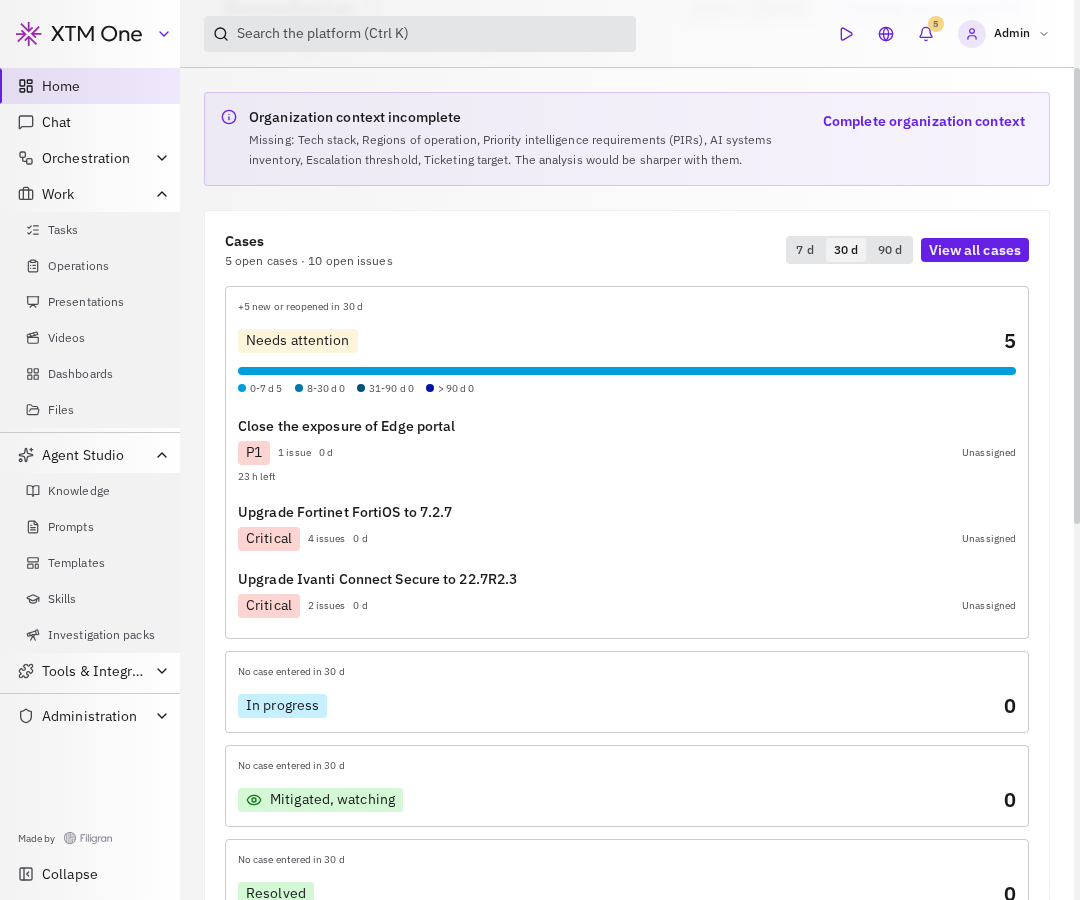 XTM One
Search the platform (Ctrl K)
5
Admin
Home
Chat
Orchestration
Work
Tasks
Operations
Presentations
Videos
Dashboards
Files
Agent Studio
Knowledge
Prompts
Templates
Skills
Investigation packs
Tools & Integr...
Administration
Made by Filigran
Collapse
Organization context incomplete
Missing: Tech stack, Regions of operation, Priority intelligence requirements (PIRs), AI systems
inventory, Escalation threshold, Ticketing target. The analysis would be sharper with them.
Complete organization context
Cases
5 open cases · 10 open issues
7 d 30 d 90 d
View all cases
+5 new or reopened in 30 d
Needs attention 5
0-7 d 5 8-30 d 0 31-90 d 0 > 90 d 0
Close the exposure of Edge portal
P1 1 issue 0 d Unassigned
23 h left
Upgrade Fortinet FortiOS to 7.2.7
Critical 4 issues 0 d Unassigned
Upgrade Ivanti Connect Secure to 22.7R2.3
Critical 2 issues 0 d Unassigned
No case entered in 30 d
In progress 0
No case entered in 30 d
Mitigated, watching 0
No case entered in 30 d
Resolved 0